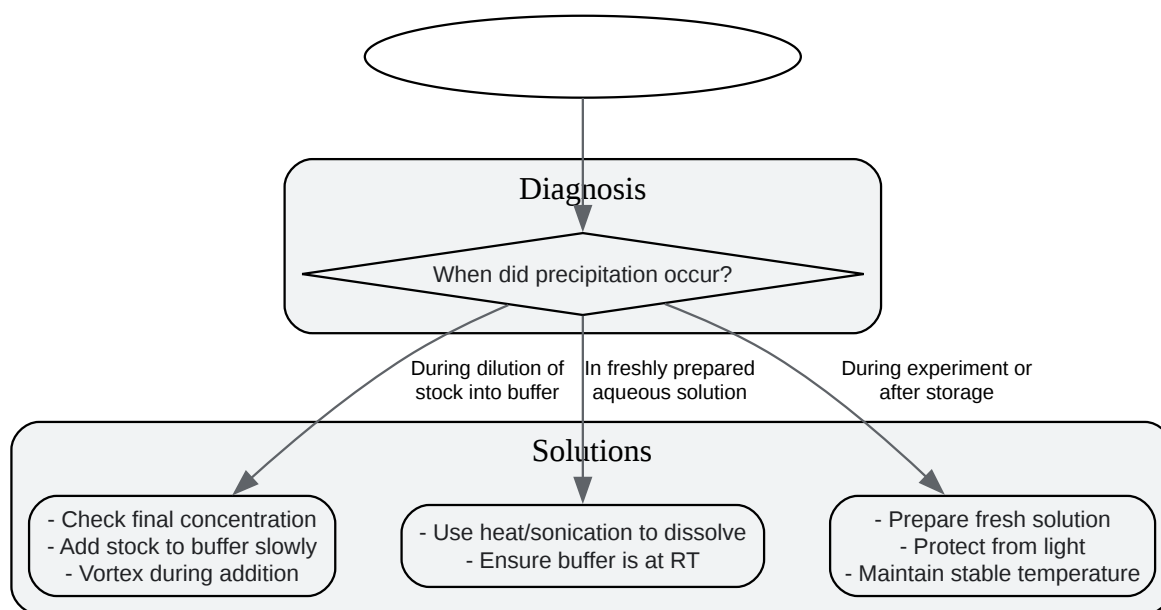 Diagnosis
When did precipitation occur?
During dilution of
stock into buffer
In freshly prepared
aqueous solution
During experiment or
after storage
Solutions
- Check final concentration
- Add stock to buffer slowly
- Vortex during addition
- Use heat/sonication to dissolve
- Ensure buffer is at RT
- Prepare fresh solution
- Protect from light
- Maintain stable temperature